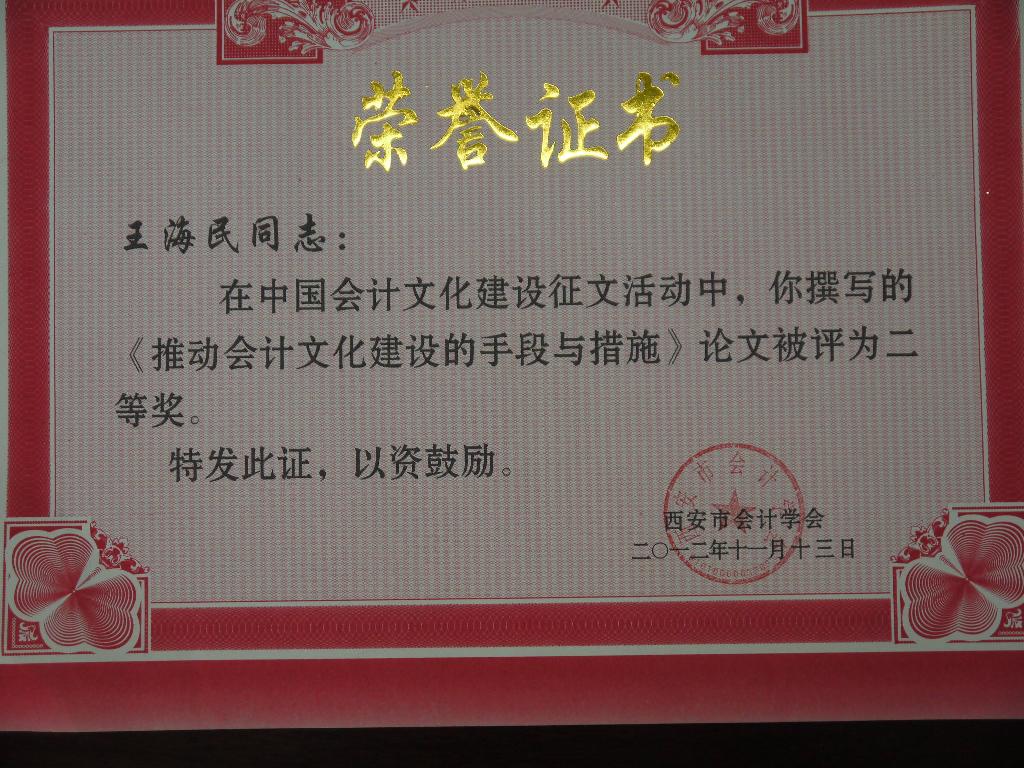 荣誉证书
王海民同志：
在中国会计文化建设征文活动中，你撰写的
《推动会计文化建设的手段与措施》论文被评为二
等奖。
特发此证，以资鼓励。
西安市会计学会
二〇一二年十一月十三日